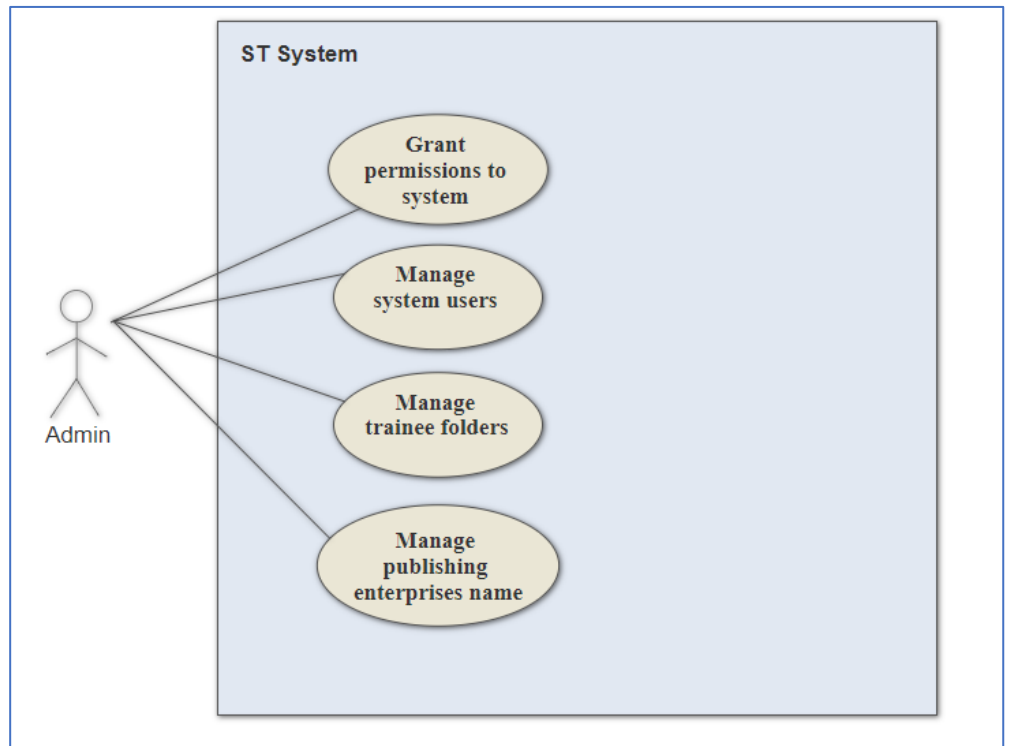 ST System
Grant
permissions to
system
Manage
system users
Manage
trainee folders
Manage
publishing
enterprises name
Admin